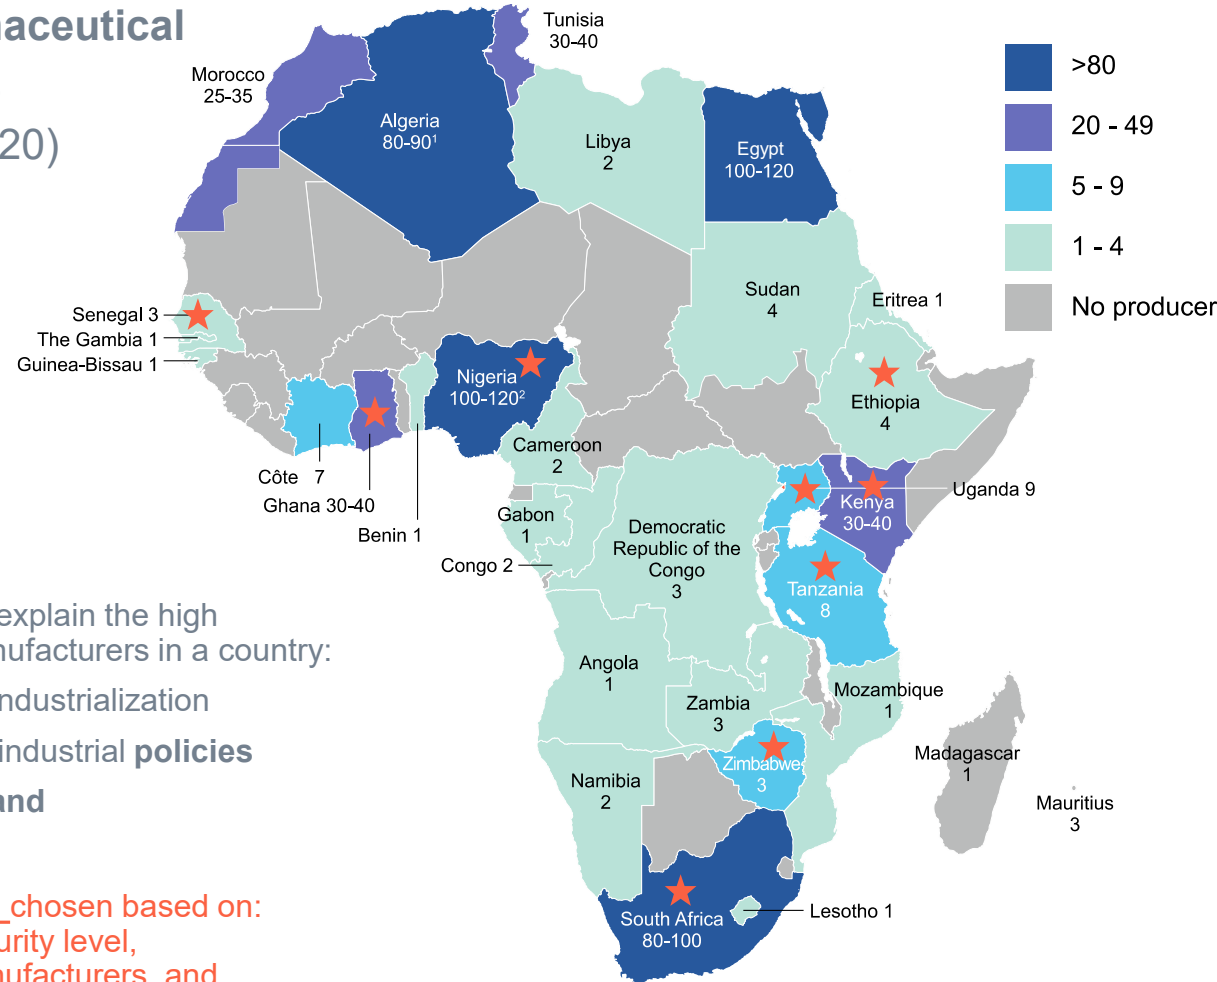 naceutical
20)
explain the high
nufacturers in a country:
ndustrialization
industrial policies
and
_chosen based on:
urity level,
nufacturers, and
Tunisia
30-40
Morocco
25-35
Algeria
80-90¹
Libya
2
Egypt
100-120
Sudan
4
Eritrea 1
Senegal 3
The Gambia 1
Guinea-Bissau 1
Nigeria
100-120²
Ethiopia
4
Cameroon
2
Côte 7
Ghana 30-40
Benin 1
Gabon
1
Congo 2
Democratic
Republic of the
Congo
3
Uganda 9
Kenya
30-40
Tanzania
8
Angola
1
Zambia
3
Mozambique
1
Zimbabwe
3
Namibia
2
Madagascar
1
Mauritius
3
South Africa
80-100
Lesotho 1
>80
20 - 49
5 - 9
1 - 4
No producer